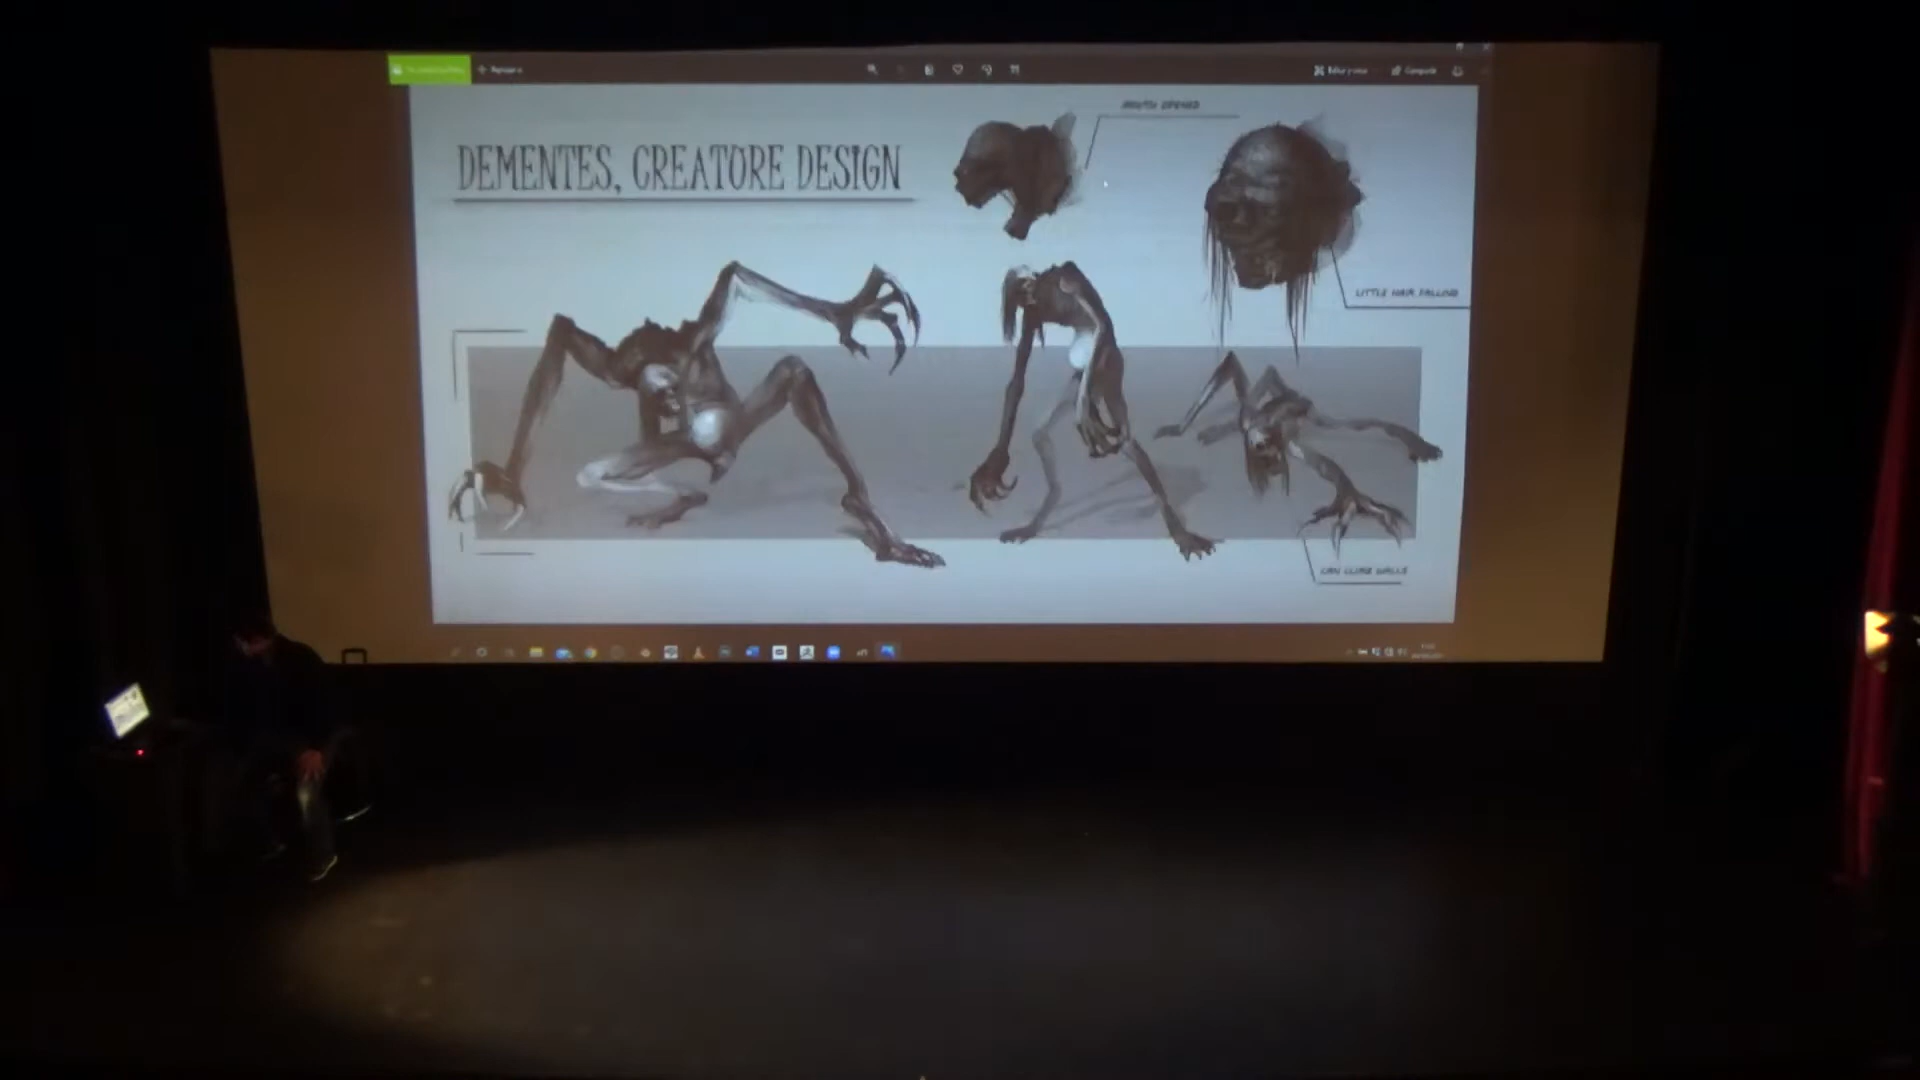 MOUTH OPENED
DEMENTES, CREATORE DESIGN
LITTLE HAIR FALLING
CAN CLIMB WALLS